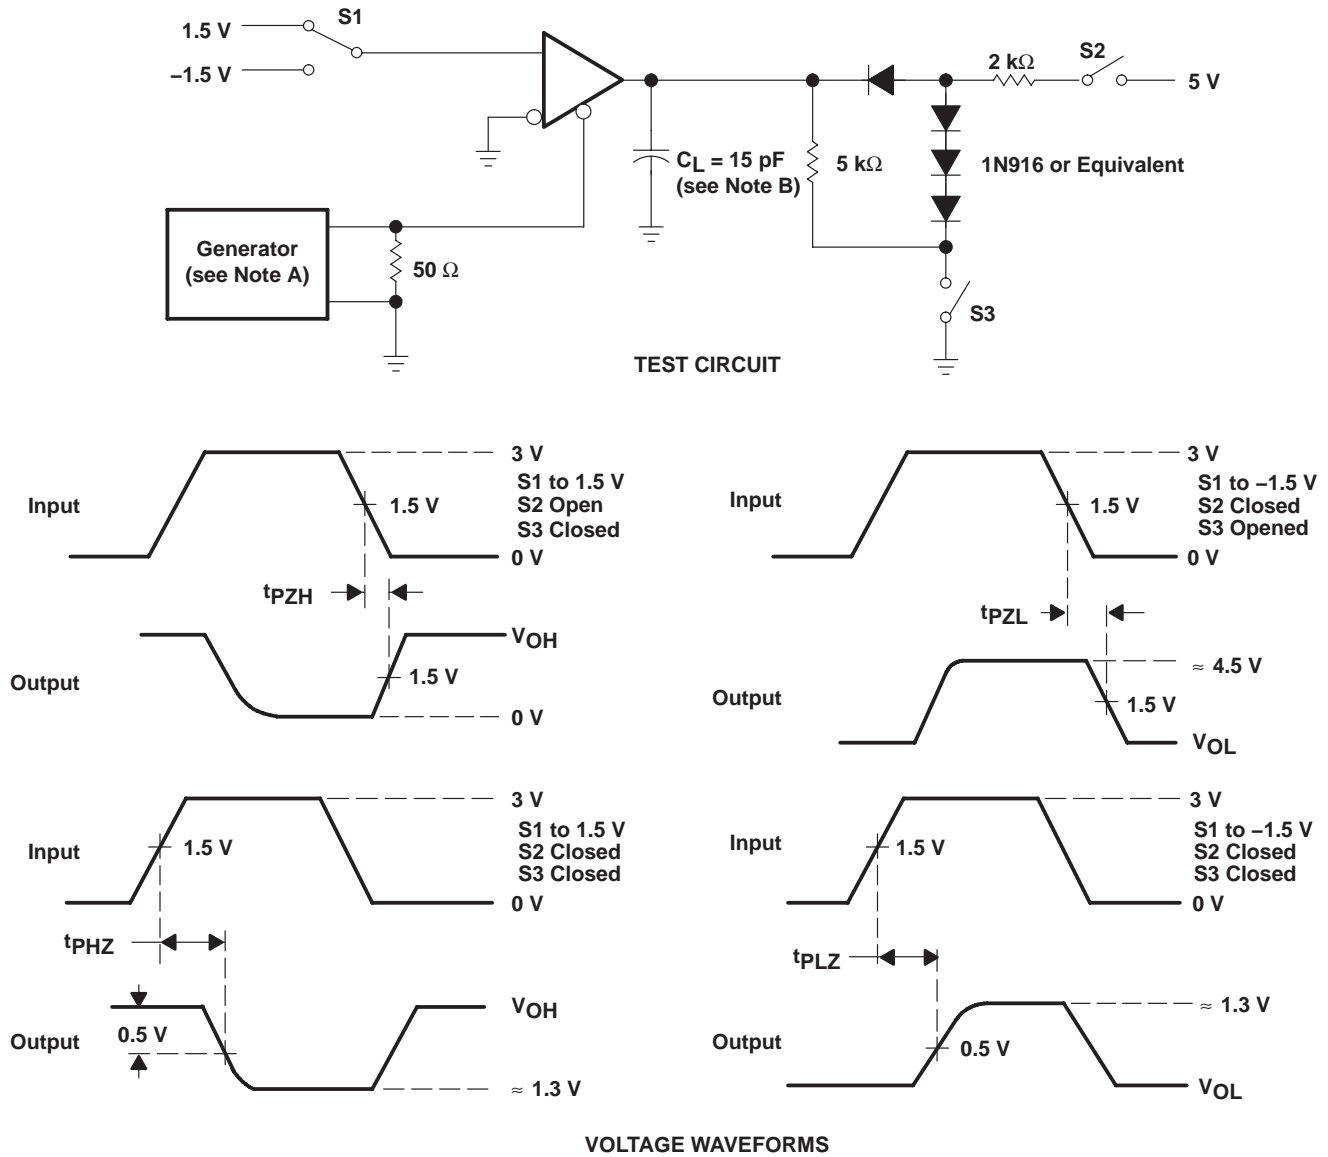 1.5 V
S1
–1.5 V
2 kΩ
S2
5 V
CL = 15 pF
(see Note B)
5 kΩ
1N916 or Equivalent
Generator
(see Note A)
50 Ω
S3
TEST CIRCUIT
Input
1.5 V
3 V
S1 to 1.5 V
S2 Open
S3 Closed
0 V
tPZH
Output
VOH
1.5 V
0 V
Input
1.5 V
3 V
S1 to –1.5 V
S2 Closed
S3 Opened
0 V
tPZL
Output
≈ 4.5 V
1.5 V
VOL
Input
1.5 V
3 V
S1 to 1.5 V
S2 Closed
S3 Closed
0 V
tPHZ
Output
0.5 V
VOH
≈ 1.3 V
Input
1.5 V
3 V
S1 to –1.5 V
S2 Closed
S3 Closed
0 V
tPLZ
Output
≈ 1.3 V
0.5 V
VOL
VOLTAGE WAVEFORMS